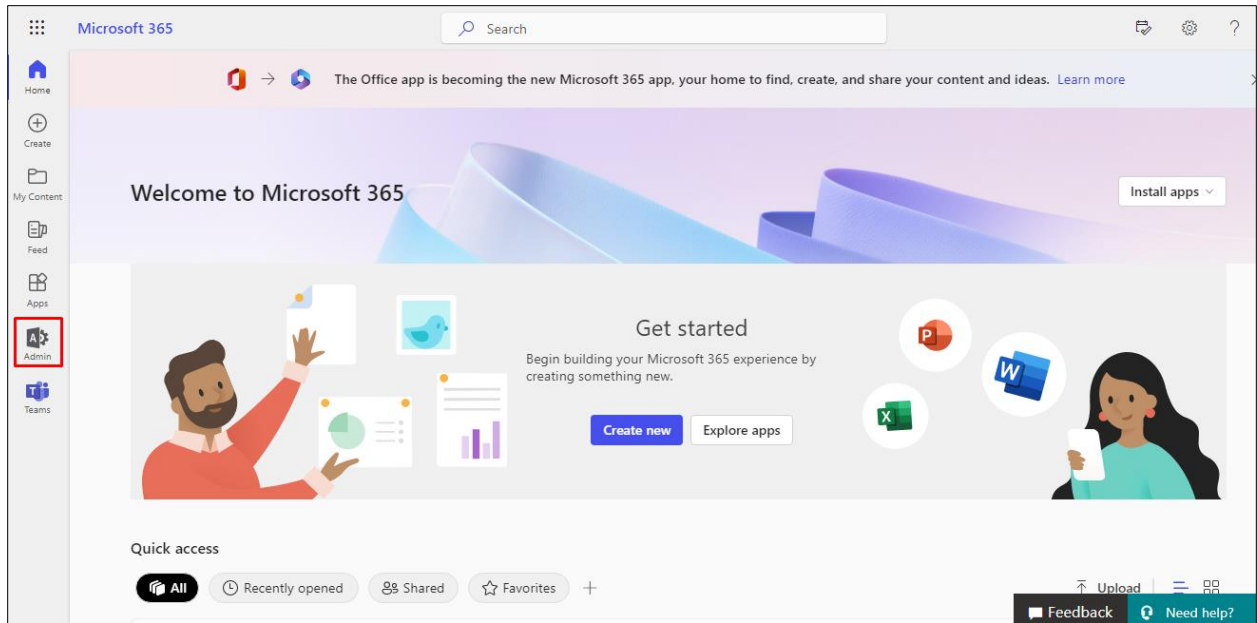 Microsoft 365
Search
?
Home
Create
My Content
Feed
Apps
A
Admin
T
Teams
The Office app is becoming the new Microsoft 365 app, your home to find, create, and share your content and ideas. Learn more
Welcome to Microsoft 365
Install apps
Get started
Begin building your Microsoft 365 experience by
creating something new.
Create new
Explore apps
P
W
X
Quick access
All
Recently opened
Shared
Favorites
Upload
Feedback
Need help?